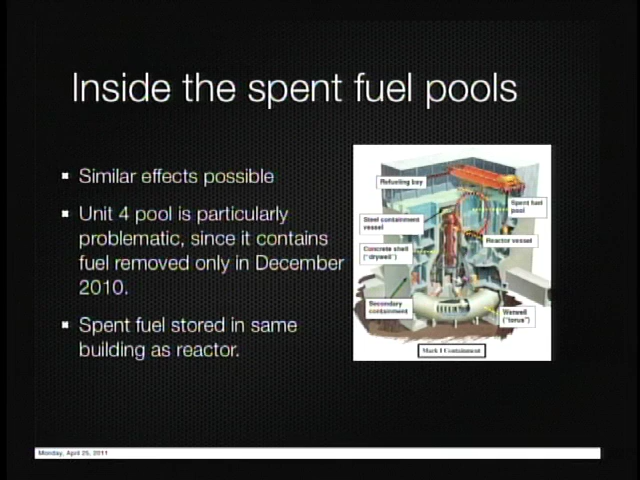 Inside the spent fuel pools
Similar effects possible
Unit 4 pool is particularly
problematic, since it contains
fuel removed only in December
2010.
Spent fuel stored in same
building as reactor.
Refueling bay
Spent fuel
pool
Steel containment
vessel
Reactor vessel
Concrete shell
("drywell")
Secondary
containment
Wetwell
("torus")
Mark I Containment
Monday, April 25, 2011